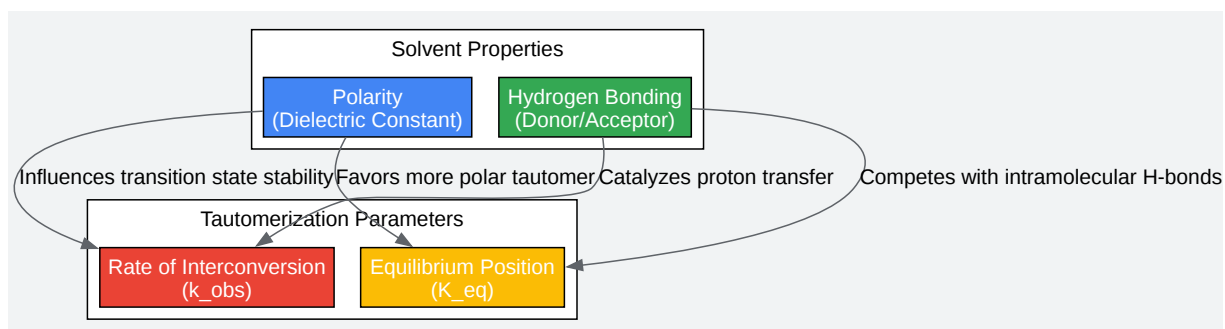 Solvent Properties
Polarity
(Dielectric Constant)
Hydrogen Bonding
(Donor/Acceptor)
Influences transition state stability
Favors more polar tautomer
Catalyzes proton transfer
Competes with intramolecular H-bonds
Tautomerization Parameters
Rate of Interconversion
(k_obs)
Equilibrium Position
(K_eq)